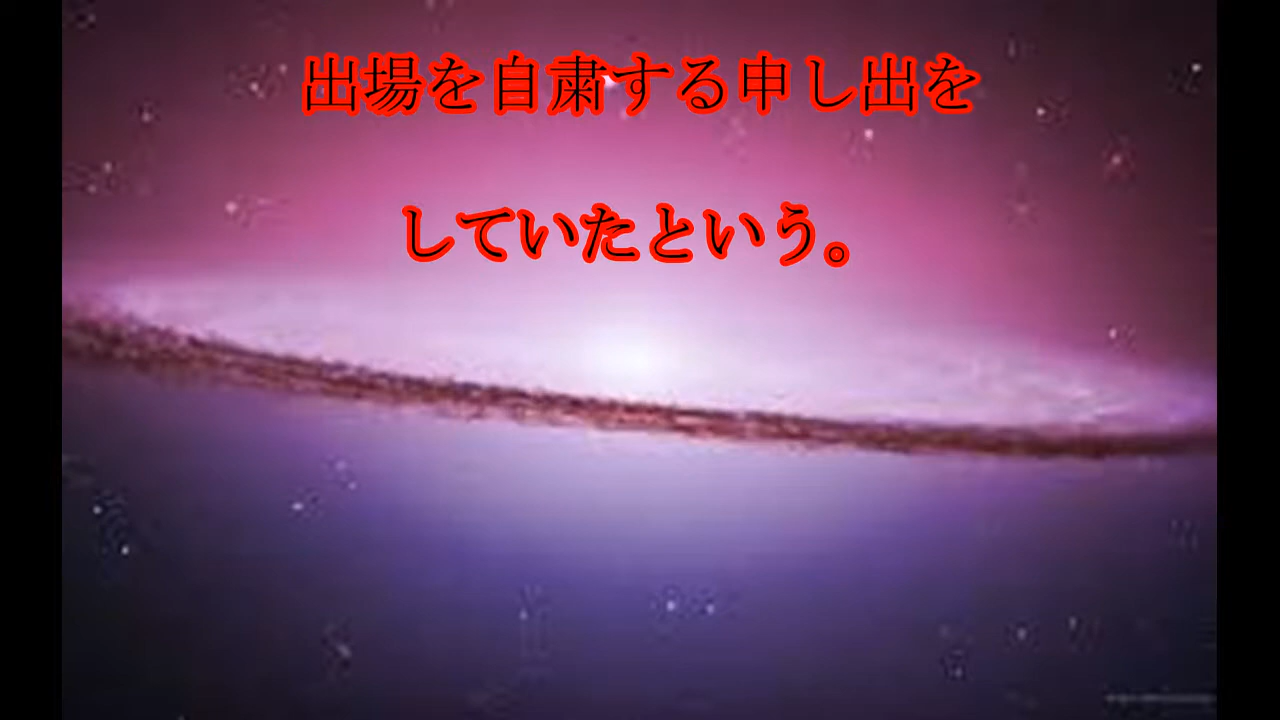 出場を自粛する申し出を
していたという。